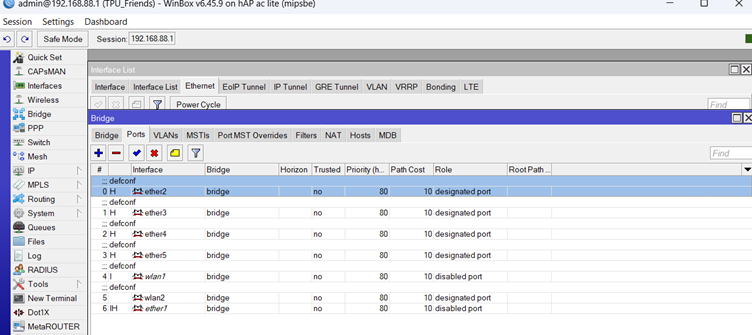 admin@192.168.88.1 (TPU_Friends) - WinBox v6.45.9 on hAP ac lite (mipsbe)
Session Settings Dashboard
Safe Mode Session: 192.168.88.1
Quick Set
CAPsMAN
Interfaces
Wireless
Bridge
PPP
Switch
Mesh
IP
MPLS
Routing
System
Queues
Files
Log
RADIUS
Tools
New Terminal
Dot1X
MetaROUTER
Interface List
Interface Interface List Ethernet EoIP Tunnel IP Tunnel GRE Tunnel VLAN VRRP Bonding LTE
Power Cycle Find
Bridge
Bridge Ports VLANs MSTIs Port MST Overrides Filters NAT Hosts MDB
Find
# Interface Bridge Horizon Trusted Priority (h... Path Cost Role Root Path ...
;;; defconf
0 H ether2 bridge no 80 10 designated port
;;; defconf
1 H ether3 bridge no 80 10 designated port
;;; defconf
2 H ether4 bridge no 80 10 designated port
;;; defconf
3 H ether5 bridge no 80 10 designated port
;;; defconf
4 I wlan1 bridge no 80 10 disabled port
;;; defconf
5 wlan2 bridge no 80 10 designated port
6 IH ether1 bridge no 80 10 disabled port